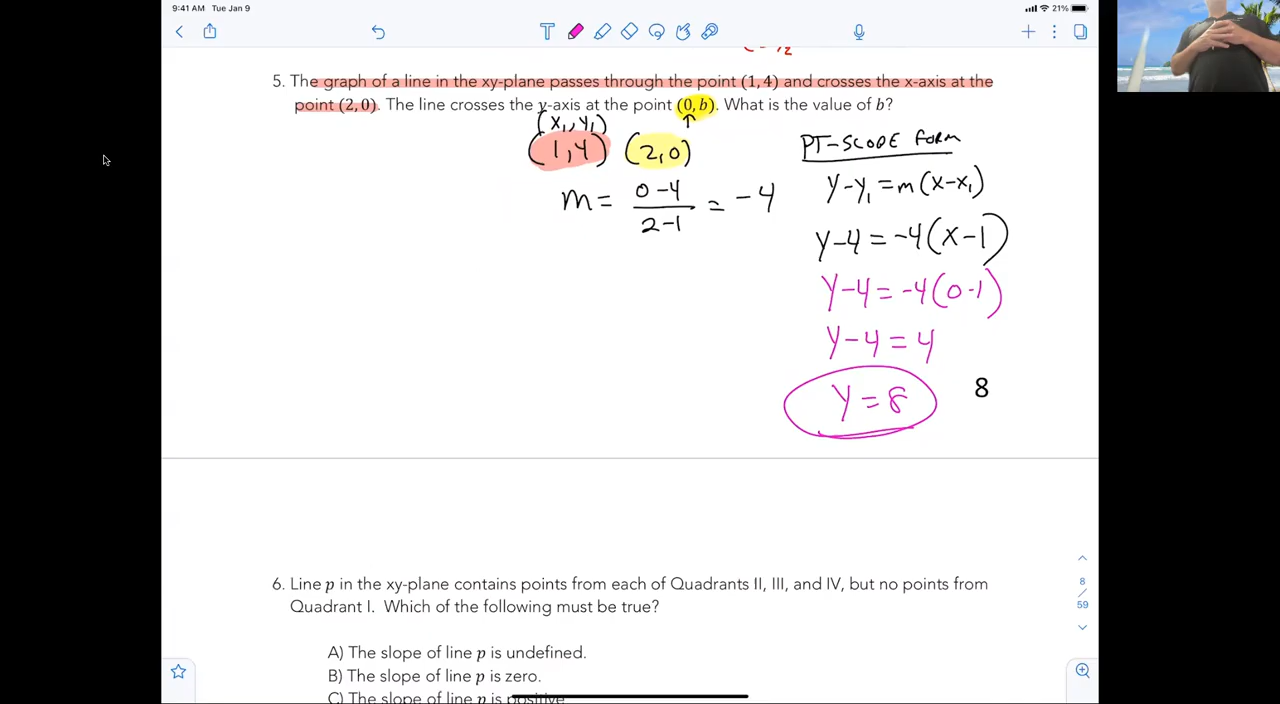 9:41 AM Tue Jan 9
21%
5. The graph of a line in the xy-plane passes through the point (1, 4) and crosses the x-axis at the
point (2, 0). The line crosses the y-axis at the point (0, b). What is the value of b?
(x₁, y₁)
(1, 4) (2, 0)
m = 0-4 / 2-1 = -4
PT-SLOPE FORM
y-y₁ = m(x-x₁)
y-4 = -4(x-1)
y-4 = -4(0-1)
y-4 = 4
y = 8
8
6. Line p in the xy-plane contains points from each of Quadrants II, III, and IV, but no points from
Quadrant I. Which of the following must be true?
A) The slope of line p is undefined.
B) The slope of line p is zero.
C) The slope of line p is positive
8
/
59